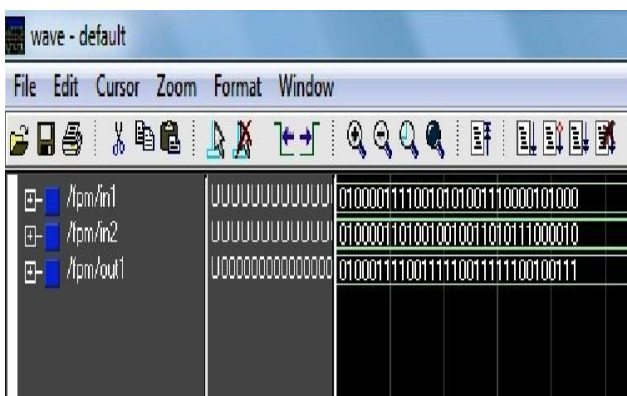 wave - default
File Edit Cursor Zoom Format Window
/fpm/in1 UUUUUUUUUUUU 01000011110010101001110000101000
/fpm/in2 UUUUUUUUUUUU 01000011010010010011010111000010
/fpm/out1 U00000000000000 01000111100111110011111100100111